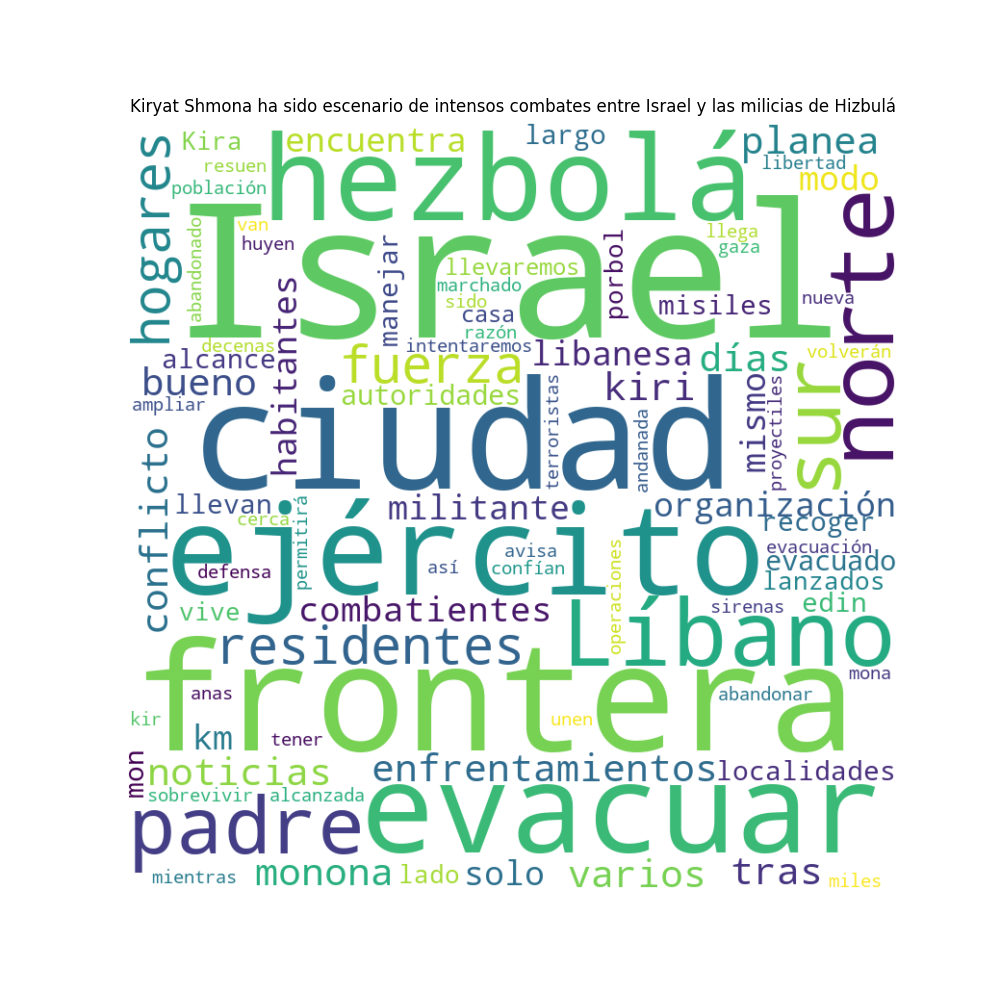 Kiryat Shmona ha sido escenario de intensos combates entre Israel y las milicias de Hizbulá
hogares
Kira
encuentra
largo
planea
resuen
hezbolá
libertad
modo
población
Israel
norte
abandonado
van
huyen
manejar
llega
gaza
porbol
llevaremos
marchado
sido
casa
razón
misiles
nueva
habitantes
decenas
intentaremos
alcance
libanesa
días
volverán
fuerza
bueno
kiri
sur
autoridades
ampliar
ciudad
terroristas
andanada
mismo
proyectiles
conflicto
llevan
militante
organización
cerca
permitirá
ejército
recoger
avisa
evacuación
defensa
así
confían
operaciones
evacuado
lanzados
vive
combatientes
sirenas
edin
residentes
Líbano
frontera
mona
anas
abandonar
kir
unen
km
tener
mon
noticias
enfrentamientos
localidades
sobrevivir
alcanzada
padre
evacuar
mientras
monona
lado
solo
varios
tras
miles